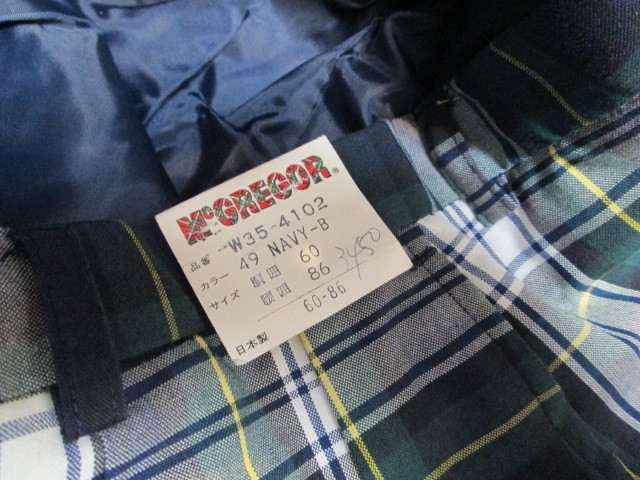 McGREGOR®
品番 W35-4102
カラー 49 NAVY-B
サイズ 胴囲 60
腰囲 86
3450
60-86
日本製